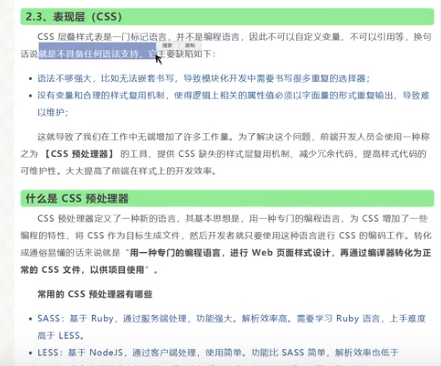 2.3、表现层（CSS）
CSS 层叠样式表是一门标记语言，并不是编程语言，因此不可以自定义变量，不可以引用等，换句
话说就是不具备任何语法支持，它主要缺陷如下：
• 语法不够强大，比如无法嵌套书写，导致模块化开发中需要书写很多重复的选择器；
• 没有变量和合理的样式复用机制，使得逻辑上相关的属性值必须以字面量的形式重复输出，导致难
以维护；
这就导致了我们在工作中无端增加了许多工作量。为了解决这个问题，前端开发人员会使用一种称
之为【CSS 预处理器】的工具，提供 CSS 缺失的样式层复用机制、减少冗余代码，提高样式代码的
可维护性。大大提高了前端在样式上的开发效率。
什么是 CSS 预处理器
CSS 预处理器定义了一种新的语言，其基本思想是，用一种专门的编程语言，为 CSS 增加了一些
编程的特性，将 CSS 作为目标生成文件，然后开发者就只要使用这种语言进行 CSS 的编码工作。转化
成通俗易懂的话来说就是“用一种专门的编程语言，进行 Web 页面样式设计，再通过编译器转化为正
常的 CSS 文件，以供项目使用”。
常用的 CSS 预处理器有哪些
• SASS：基于 Ruby，通过服务端处理，功能强大。解析效率高。需要学习 Ruby 语言，上手难度
高于 LESS。
• LESS：基于 NodeJS，通过客户端处理，使用简单。功能比 SASS 简单，解析效率也低于